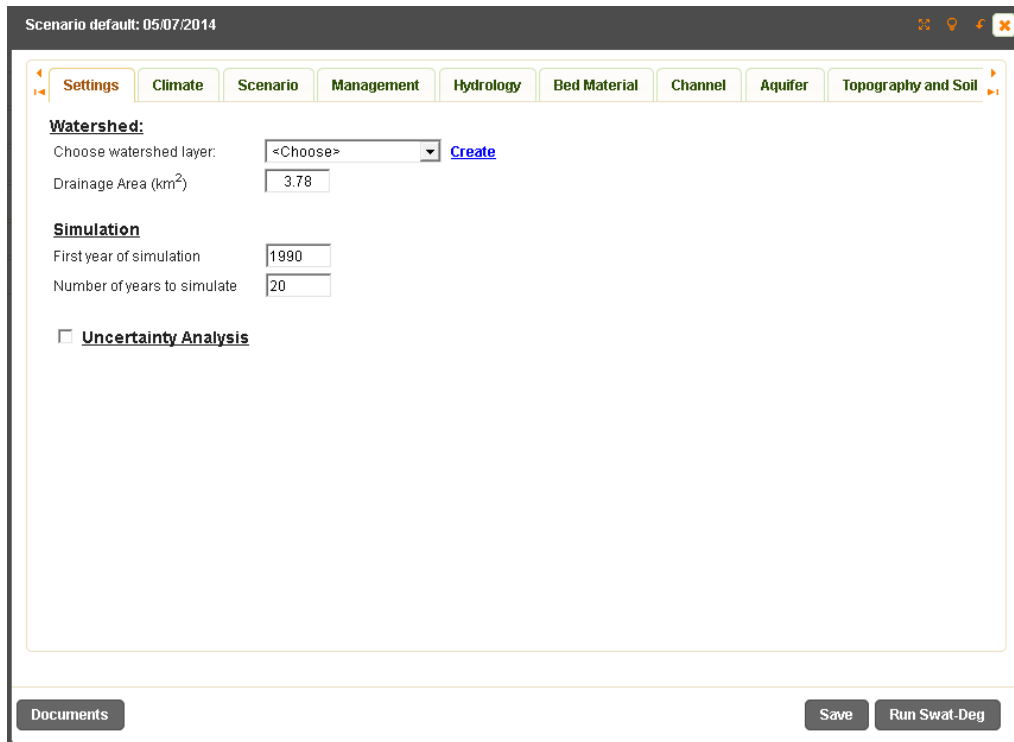 Scenario default: 05/07/2014
Settings Climate Scenario Management Hydrology Bed Material Channel Aquifer Topography and Soil
Watershed:
Choose watershed layer: <Choose> Create
Drainage Area (km²) 3.78
Simulation
First year of simulation 1990
Number of years to simulate 20
Uncertainty Analysis
Documents Save Run Swat-Deg